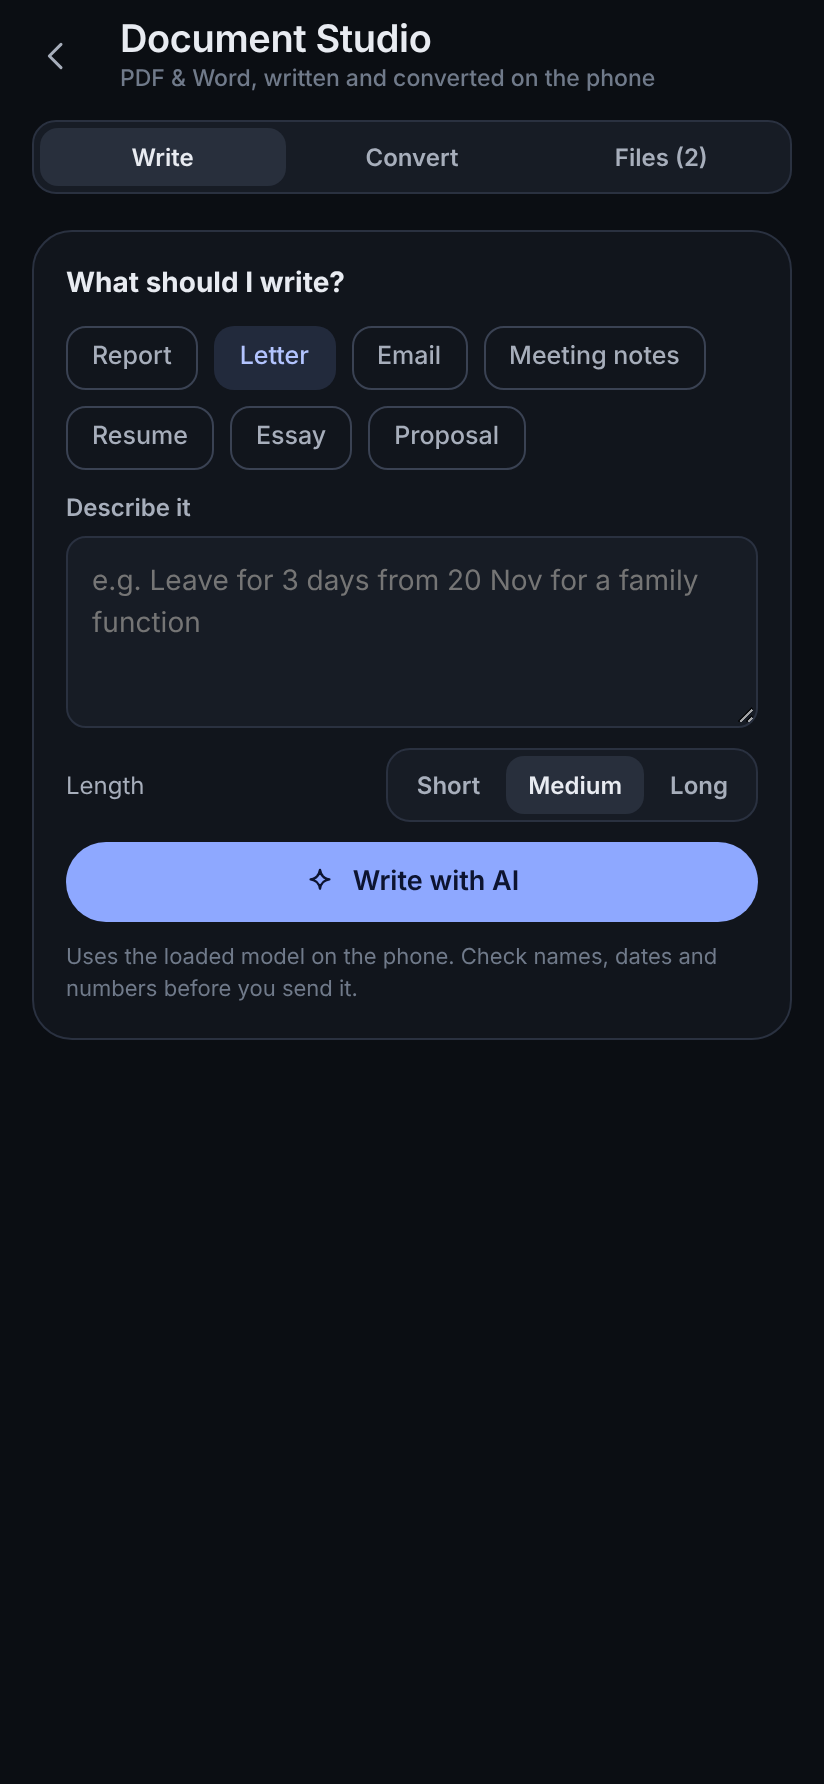 Document Studio
PDF & Word, written and converted on the phone
Write
Convert
Files (2)
What should I write?
Report
Letter
Email
Meeting notes
Resume
Essay
Proposal
Describe it
e.g. Leave for 3 days from 20 Nov for a family
function
Length
Short
Medium
Long
Write with AI
Uses the loaded model on the phone. Check names, dates and
numbers before you send it.